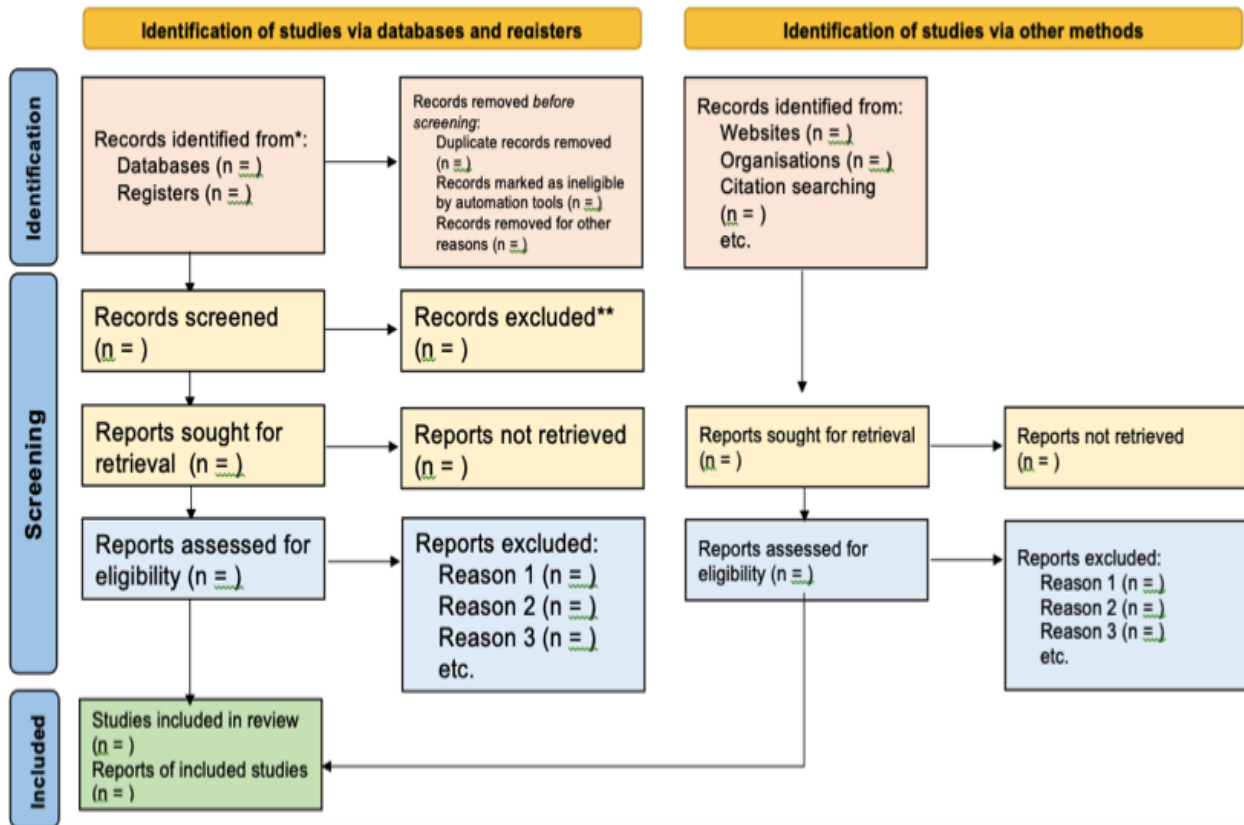 Identification of studies via databases and registers
Identification of studies via other methods
Identification
Records identified from*:
Databases (n = )
Registers (n = )
Records removed before
screening:
Duplicate records removed
(n = )
Records marked as ineligible
by automation tools (n = )
Records removed for other
reasons (n = )
Records identified from:
Websites (n = )
Organisations (n = )
Citation searching
(n = )
etc.
Screening
Records screened
(n = )
Records excluded**
(n = )
Reports sought for
retrieval (n = )
Reports not retrieved
(n = )
Reports sought for retrieval
(n = )
Reports not retrieved
(n = )
Reports assessed for
eligibility (n = )
Reports excluded:
Reason 1 (n = )
Reason 2 (n = )
Reason 3 (n = )
etc.
Reports assessed for
eligibility (n = )
Reports excluded:
Reason 1 (n = )
Reason 2 (n = )
Reason 3 (n = )
etc.
Included
Studies included in review
(n = )
Reports of included studies
(n = )